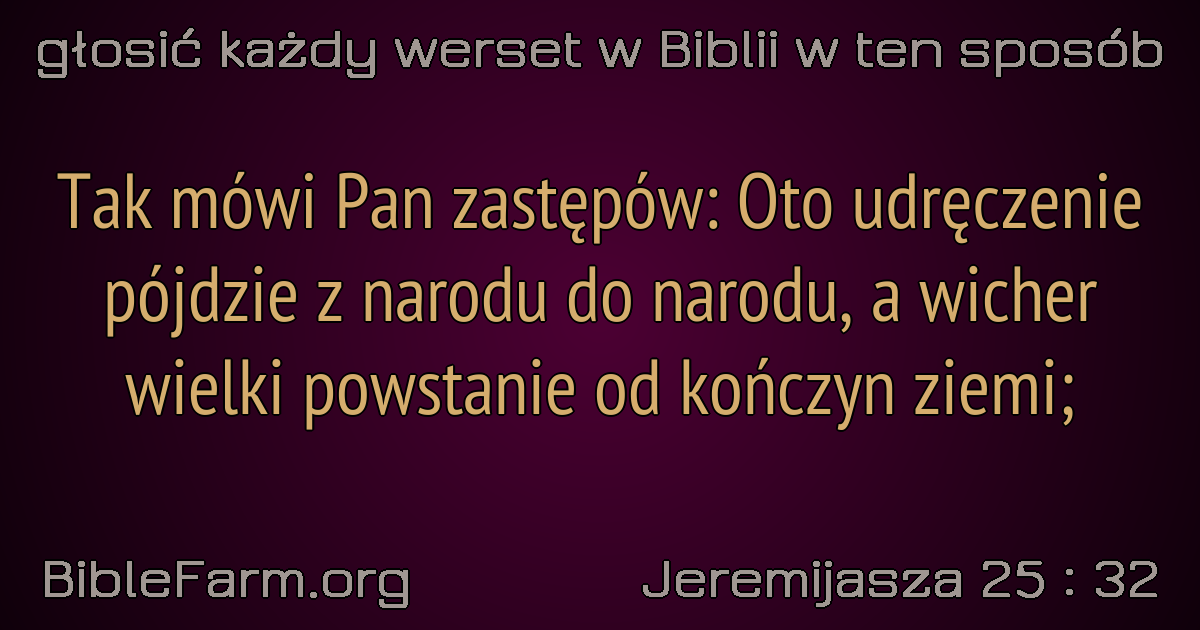 głosić każdy werset w Biblii w ten sposób
Tak mówi Pan zastępów: Oto udręczenie
pójdzie z narodu do narodu, a wicher
wielki powstanie od kończyn ziemi;
BibleFarm.org
Jeremijasza 25 : 32